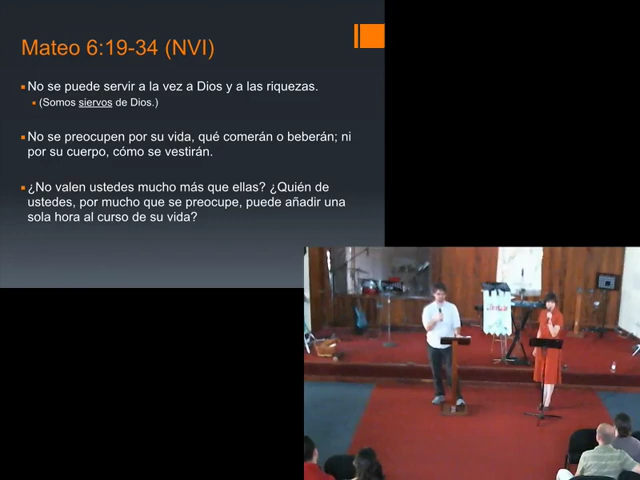 Mateo 6:19-34 (NVI)
No se puede servir a la vez a Dios y a las riquezas.
(Somos siervos de Dios.)
No se preocupen por su vida, qué comerán o beberán; ni
por su cuerpo, cómo se vestirán.
¿No valen ustedes mucho más que ellas? ¿Quién de
ustedes, por mucho que se preocupe, puede añadir una
sola hora al curso de su vida?